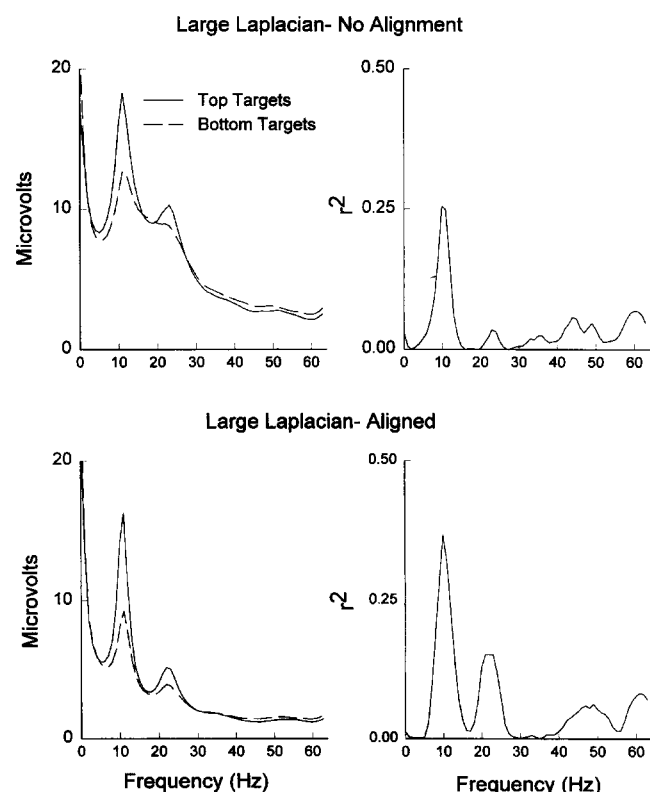 Large Laplacian- No Alignment
20
10
0
Microvolts
Top Targets
Bottom Targets
0 10 20 30 40 50 60
0.50
0.25
0.00
r2
0 10 20 30 40 50 60
Large Laplacian- Aligned
20
10
0
Microvolts
0 10 20 30 40 50 60
Frequency (Hz)
0.50
0.25
0.00
r2
0 10 20 30 40 50 60
Frequency (Hz)